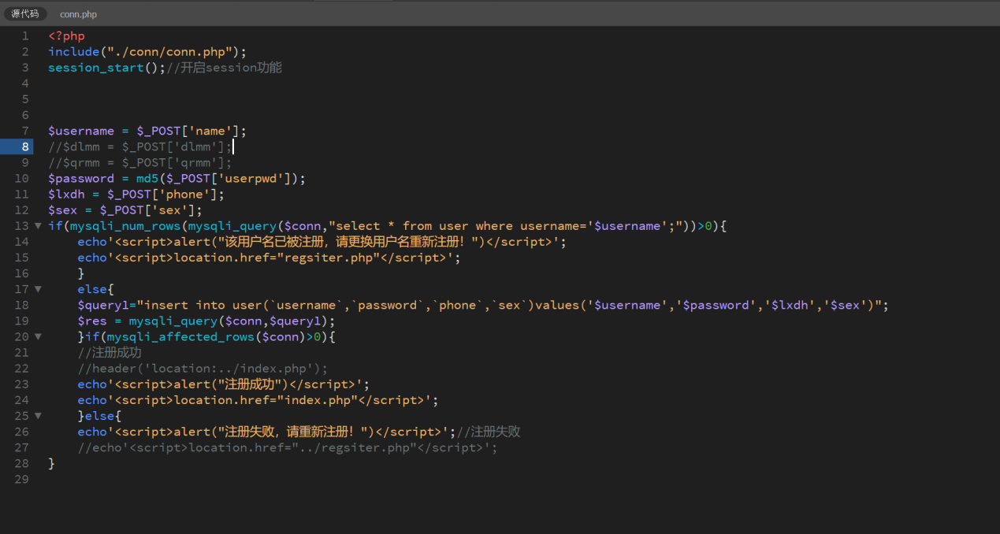 源代码 conn.php
1 <?php
2 include("./conn/conn.php");
3 session_start();//开启session功能
4
5
6
7 $username = $_POST['name'];
8 //$dlmm = $_POST['dlmm'];
9 //$qrmm = $_POST['qrmm'];
10 $password = md5($_POST['userpwd']);
11 $lxdh = $_POST['phone'];
12 $sex = $_POST['sex'];
13 if(mysqli_num_rows(mysqli_query($conn,"select * from user where username='$username';"))>0){
14 echo'<script>alert("该用户名已被注册，请更换用户名重新注册！")</script>';
15 echo'<script>location.href="regsiter.php"</script>';
16 }
17 else{
18 $query1="insert into user(`username`,`password`,`phone`,`sex`)values('$username','$password','$lxdh','$sex')";
19 $res = mysqli_query($conn,$query1);
20 }if(mysqli_affected_rows($conn)>0){
21 //注册成功
22 //header('location:../index.php');
23 echo'<script>alert("注册成功")</script>';
24 echo'<script>location.href="index.php"</script>';
25 }else{
26 echo'<script>alert("注册失败，请重新注册！")</script>';//注册失败
27 //echo'<script>location.href="../regsiter.php"</script>';
28 }
29